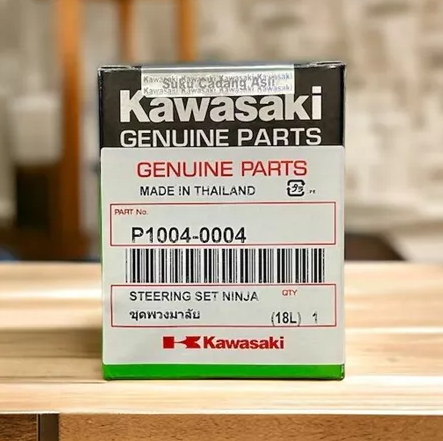 Suku Cadang Asli
Kawasaki
GENUINE PARTS
GENUINE PARTS
MADE IN THAILAND
PART No.
P1004-0004
STEERING SET NINJA
QTY
ชุดพวงมาลัย
(18L) 1
Kawasaki